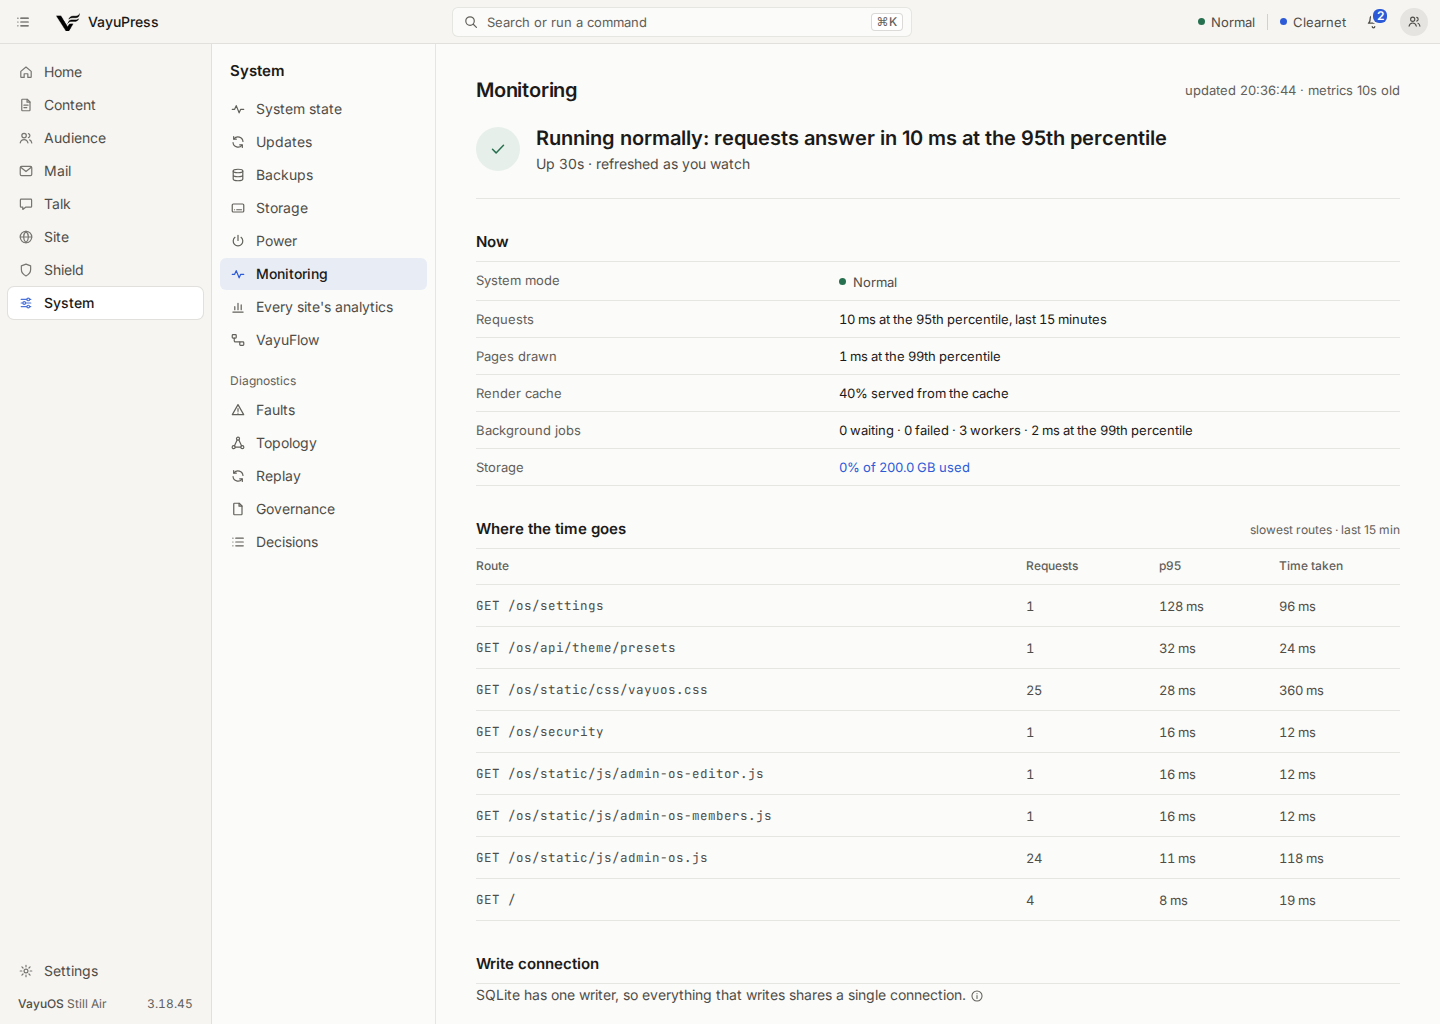 VayuPress
Search or run a command
⌘K
Normal
Clearnet
2
Home
Content
Audience
Mail
Talk
Site
Shield
System
Settings
VayuOS Still Air
3.18.45
System
System state
Updates
Backups
Storage
Power
Monitoring
Every site's analytics
VayuFlow
Diagnostics
Faults
Topology
Replay
Governance
Decisions
Monitoring
updated 20:36:44 · metrics 10s old
Running normally: requests answer in 10 ms at the 95th percentile
Up 30s · refreshed as you watch
Now
System mode Normal
Requests 10 ms at the 95th percentile, last 15 minutes
Pages drawn 1 ms at the 99th percentile
Render cache 40% served from the cache
Background jobs 0 waiting · 0 failed · 3 workers · 2 ms at the 99th percentile
Storage 0% of 200.0 GB used
Where the time goes slowest routes · last 15 min
Route Requests p95 Time taken
GET /os/settings 1 128 ms 96 ms
GET /os/api/theme/presets 1 32 ms 24 ms
GET /os/static/css/vayuos.css 25 28 ms 360 ms
GET /os/security 1 16 ms 12 ms
GET /os/static/js/admin-os-editor.js 1 16 ms 12 ms
GET /os/static/js/admin-os-members.js 1 16 ms 12 ms
GET /os/static/js/admin-os.js 24 11 ms 118 ms
GET / 4 8 ms 19 ms
Write connection
SQLite has one writer, so everything that writes shares a single connection.